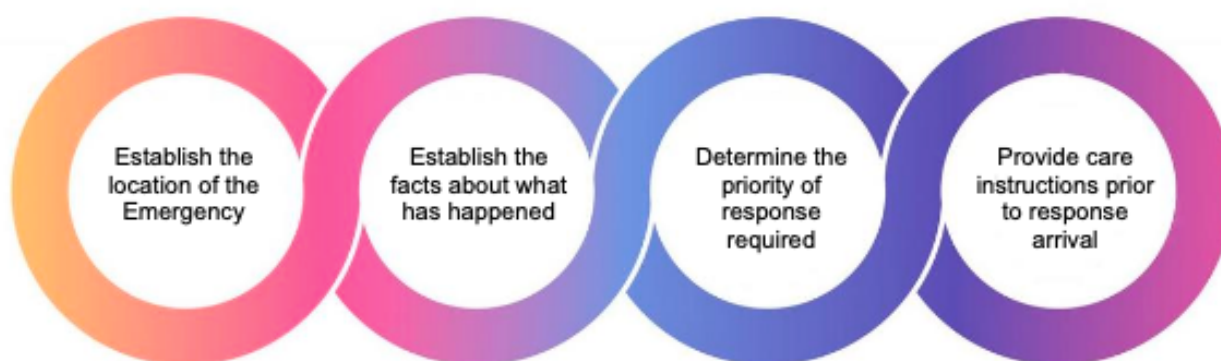 Establish the
location of the
Emergency
Establish the
facts about what
has happened
Determine the
priority of
response
required
Provide care
instructions prior
to response
arrival